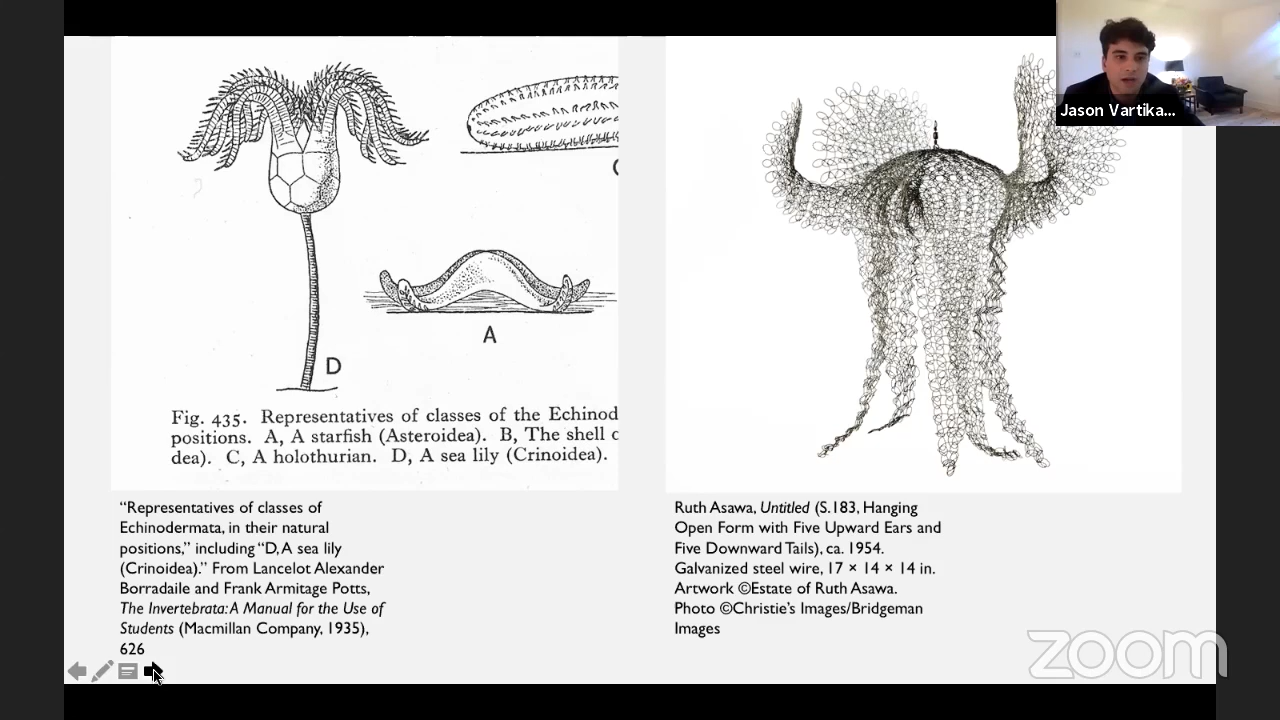 Jason Vartika...
C
A
D
Fig. 435. Representatives of classes of the Echinod
positions. A, A starfish (Asteroidea). B, The shell o
dea). C, A holothurian. D, A sea lily (Crinoidea).
“Representatives of classes of
Echinodermata, in their natural
positions,” including “D, A sea lily
(Crinoidea).” From Lancelot Alexander
Borradaile and Frank Armitage Potts,
The Invertebrata: A Manual for the Use of
Students (Macmillan Company, 1935),
626
Ruth Asawa, Untitled (S.183, Hanging
Open Form with Five Upward Ears and
Five Downward Tails), ca. 1954.
Galvanized steel wire, 17 × 14 × 14 in.
Artwork ©Estate of Ruth Asawa.
Photo ©Christie’s Images/Bridgeman
Images
zoom